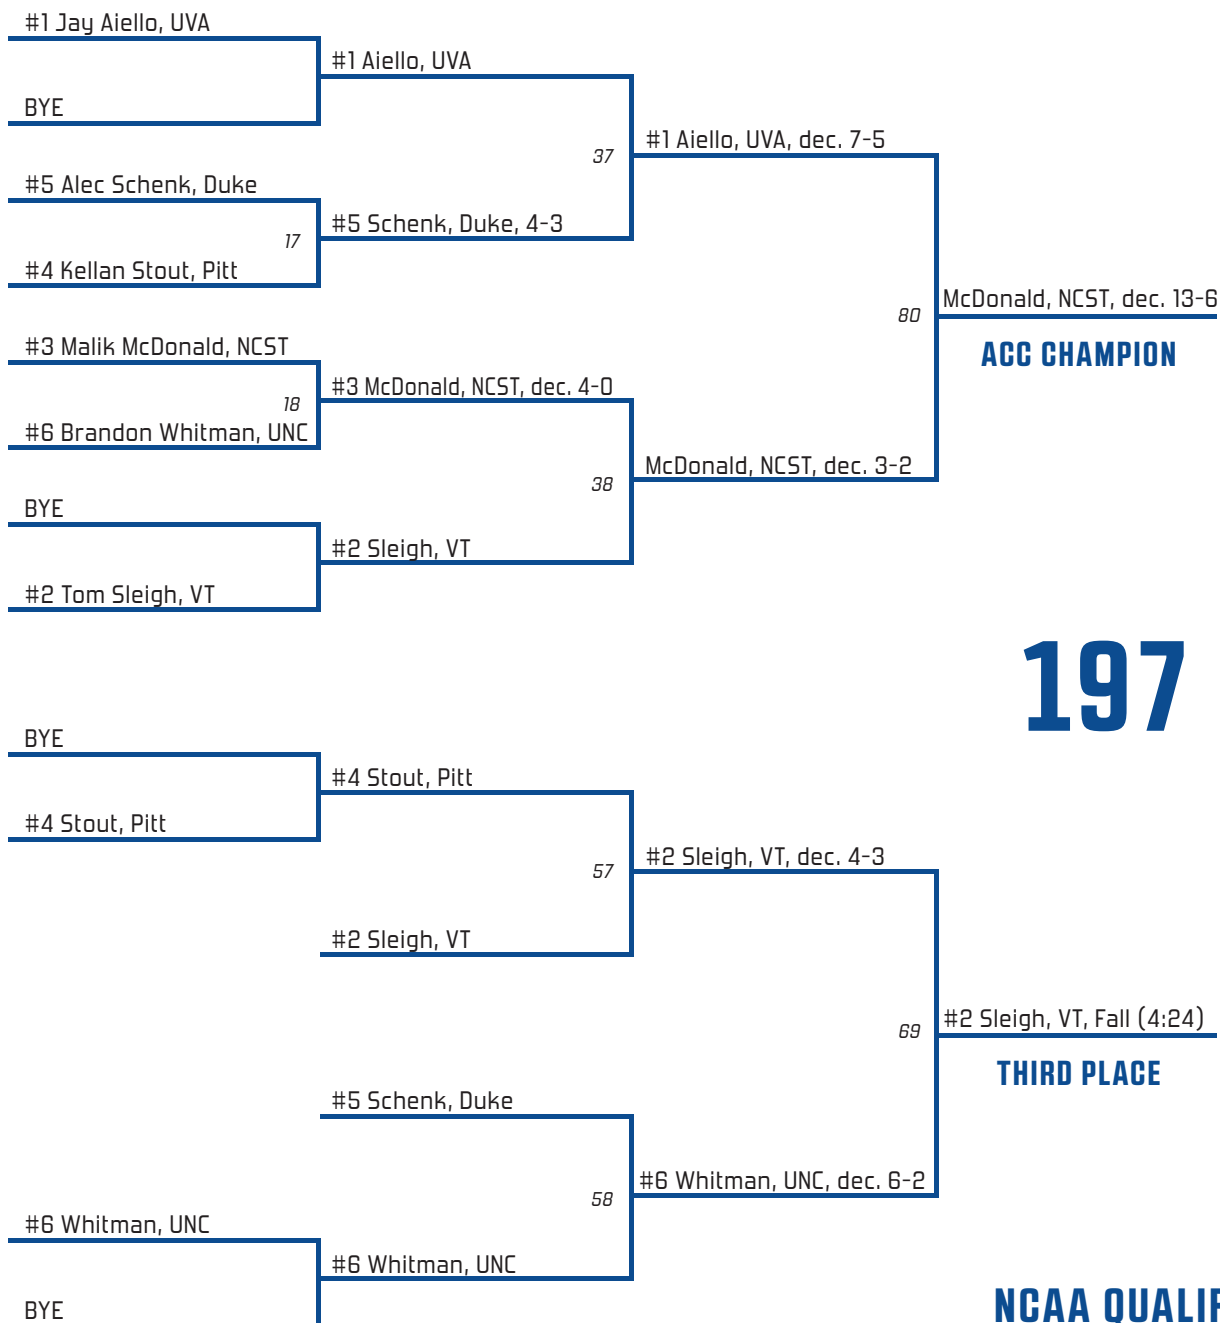 #1 Jay Aiello, UVA
#1 Aiello, UVA
BYE
#1 Aiello, UVA, dec. 7-5
37
#5 Alec Schenk, Duke
#5 Schenk, Duke, 4-3
17
#4 Kellan Stout, Pitt
McDonald, NCST, dec. 13-6
80
ACC CHAMPION
#3 Malik McDonald, NCST
#3 McDonald, NCST, dec. 4-0
18
#6 Brandon Whitman, UNC
McDonald, NCST, dec. 3-2
38
BYE
#2 Sleigh, VT
#2 Tom Sleigh, VT
197
BYE
#4 Stout, Pitt
#4 Stout, Pitt
#2 Sleigh, VT, dec. 4-3
57
#2 Sleigh, VT
#2 Sleigh, VT, Fall (4:24)
69
THIRD PLACE
#5 Schenk, Duke
#6 Whitman, UNC, dec. 6-2
58
#6 Whitman, UNC
#6 Whitman, UNC
BYE
NCAA QUALIF